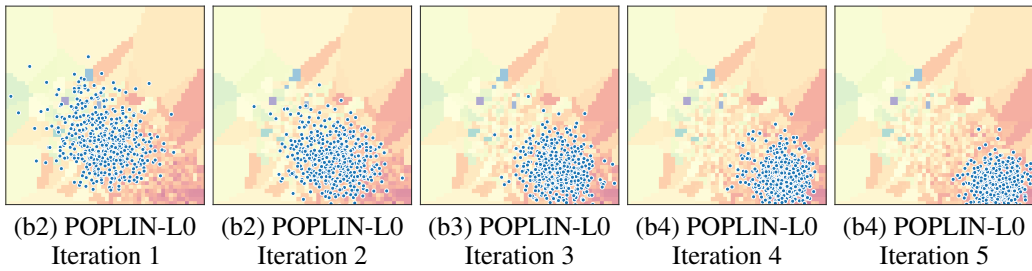 (b2) POPLIN-L0 (b2) POPLIN-L0 (b3) POPLIN-L0 (b4) POPLIN-L0 (b4) POPLIN-L0
Iteration 1 Iteration 2 Iteration 3 Iteration 4 Iteration 5